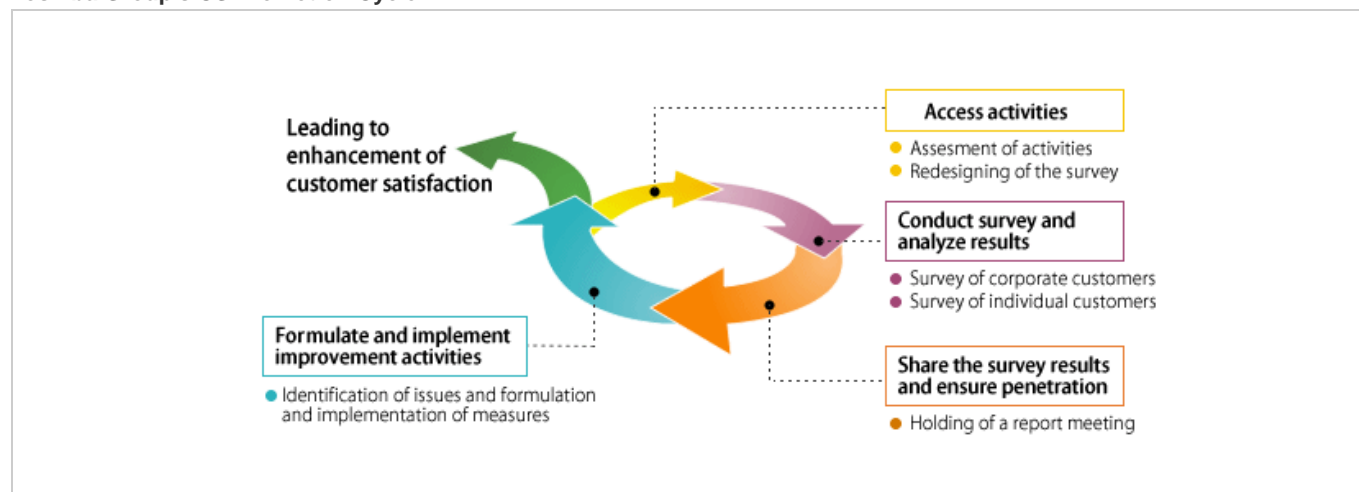 Access activities
Assesment of activities
Redesigning of the survey
Leading to
enhancement of
customer satisfaction
Conduct survey and
analyze results
Survey of corporate customers
Survey of individual customers
Formulate and implement
improvement activities
Identification of issues and formulation
and implementation of measures
Share the survey results
and ensure penetration
Holding of a report meeting